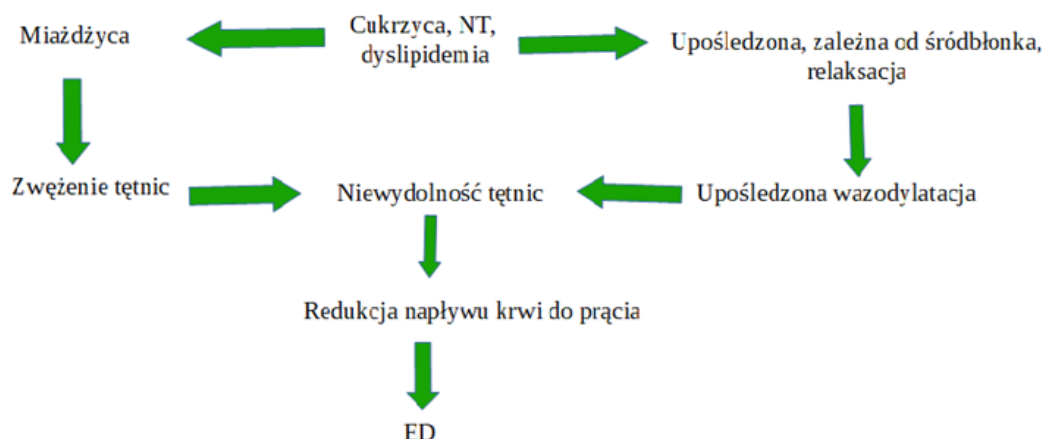 Miażdżyca
Cukrzyca, NT,
dyslipidemia
Upośledzona, zależna od śródbłonka,
relaksacja
Zwężenie tętnic
Niewydolność tętnic
Upośledzona wazodylatacja
Redukcja napływu krwi do prącia
ED